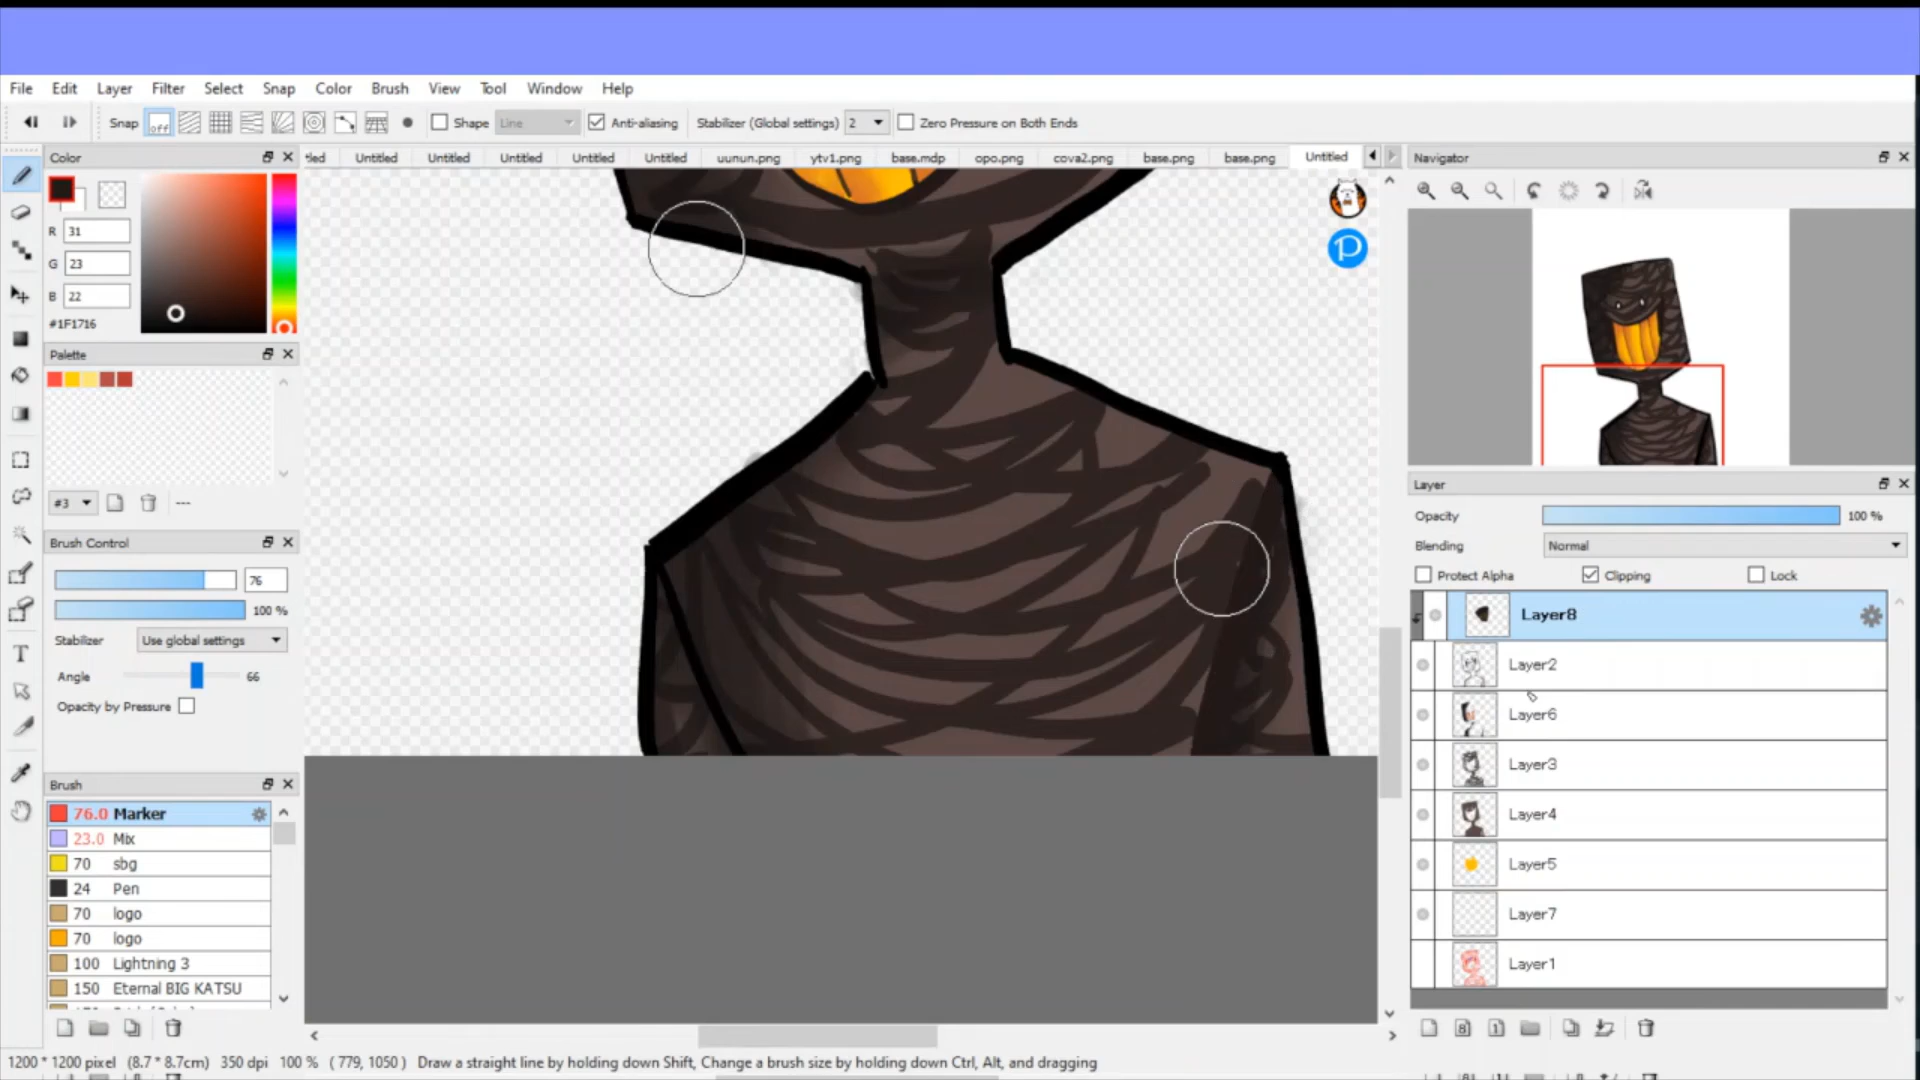 File Edit Layer Filter Select Snap Color Brush View Tool Window Help
Snap off Shape Line Anti-aliasing Stabilizer (Global settings) 2 Zero Pressure on Both Ends
Color
R 31
G 23
B 22
#1F1716
Palette
#3 ---
Brush Control
76
100 %
Stabilizer Use global settings
Angle 66
Opacity by Pressure
Brush
76.0 Marker
23.0 Mix
70 sbg
24 Pen
70 logo
70 logo
100 Lightning 3
150 Eternal BIG KATSU
tled Untitled Untitled Untitled Untitled Untitled uunun.png ytv1.png base.mdp opo.png cova2.png base.png base.png Untitled
P
Navigator
Layer
Opacity 100 %
Blending Normal
Protect Alpha Clipping Lock
Layer8
Layer2
Layer6
Layer3
Layer4
Layer5
Layer7
Layer1
8 1
T
1200 * 1200 pixel (8.7 * 8.7cm) 350 dpi 100 % ( 779, 1050 ) Draw a straight line by holding down Shift, Change a brush size by holding down Ctrl, Alt, and dragging